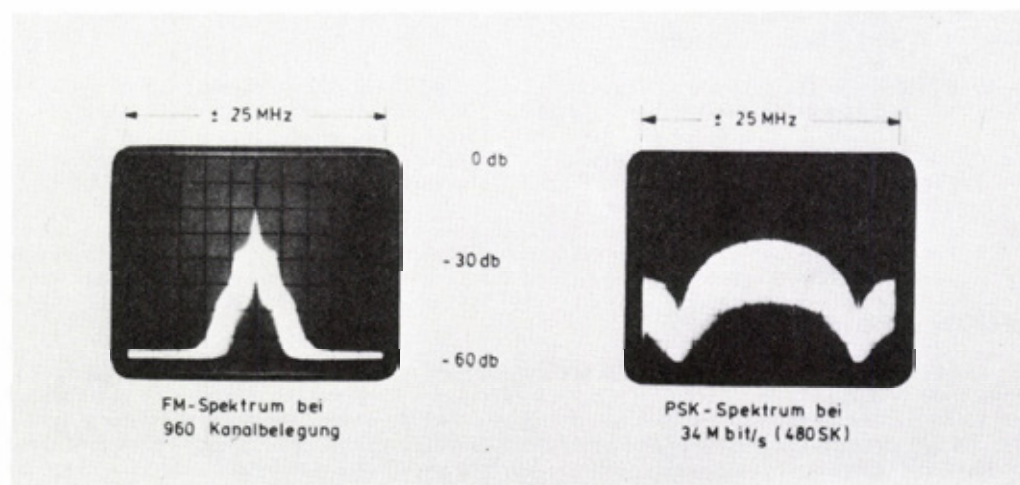 ± 25 MHz
± 25 MHz
0 db
- 30 db
- 60 db
FM-Spektrum bei
960 Kanalbelegung
PSK-Spektrum bei
34 M bit/s (480 SK)